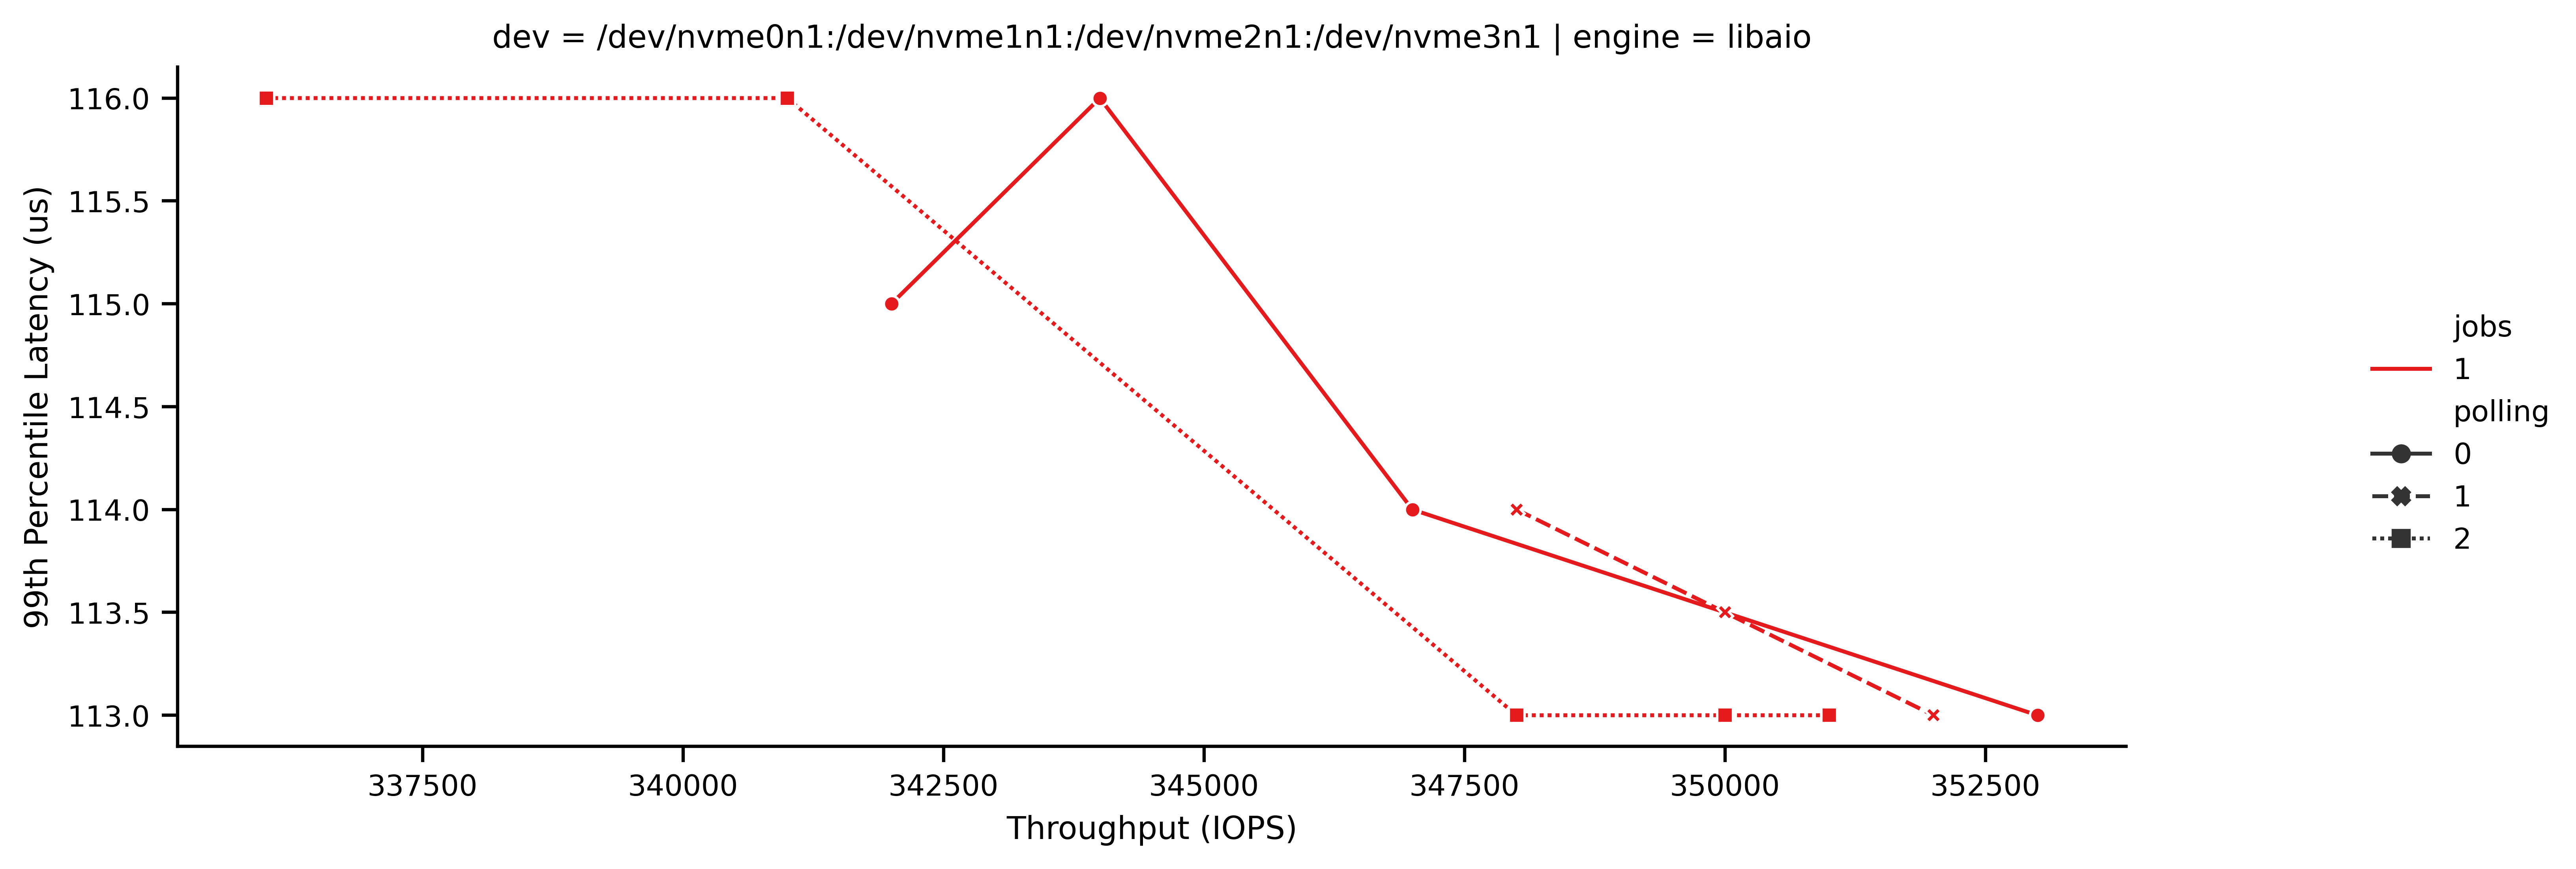 dev = /dev/nvme0n1:/dev/nvme1n1:/dev/nvme2n1:/dev/nvme3n1 | engine = libaio
99th Percentile Latency (us)
116.0
115.5
115.0
114.5
114.0
113.5
113.0
337500 340000 342500 345000 347500 350000 352500
Throughput (IOPS)
jobs
1
polling
0
1
2